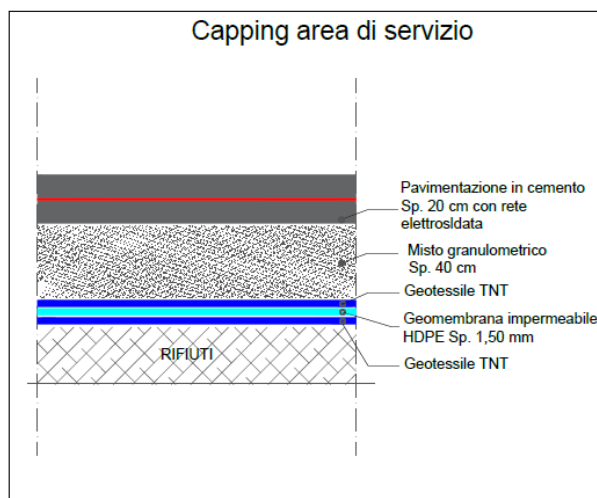 Capping area di servizio
Pavimentazione in cemento
Sp. 20 cm con rete
elettrosldata
Misto granulometrico
Sp. 40 cm
Geotessile TNT
Geomembrana impermeabile
HDPE Sp. 1,50 mm
Geotessile TNT
RIFIUTI